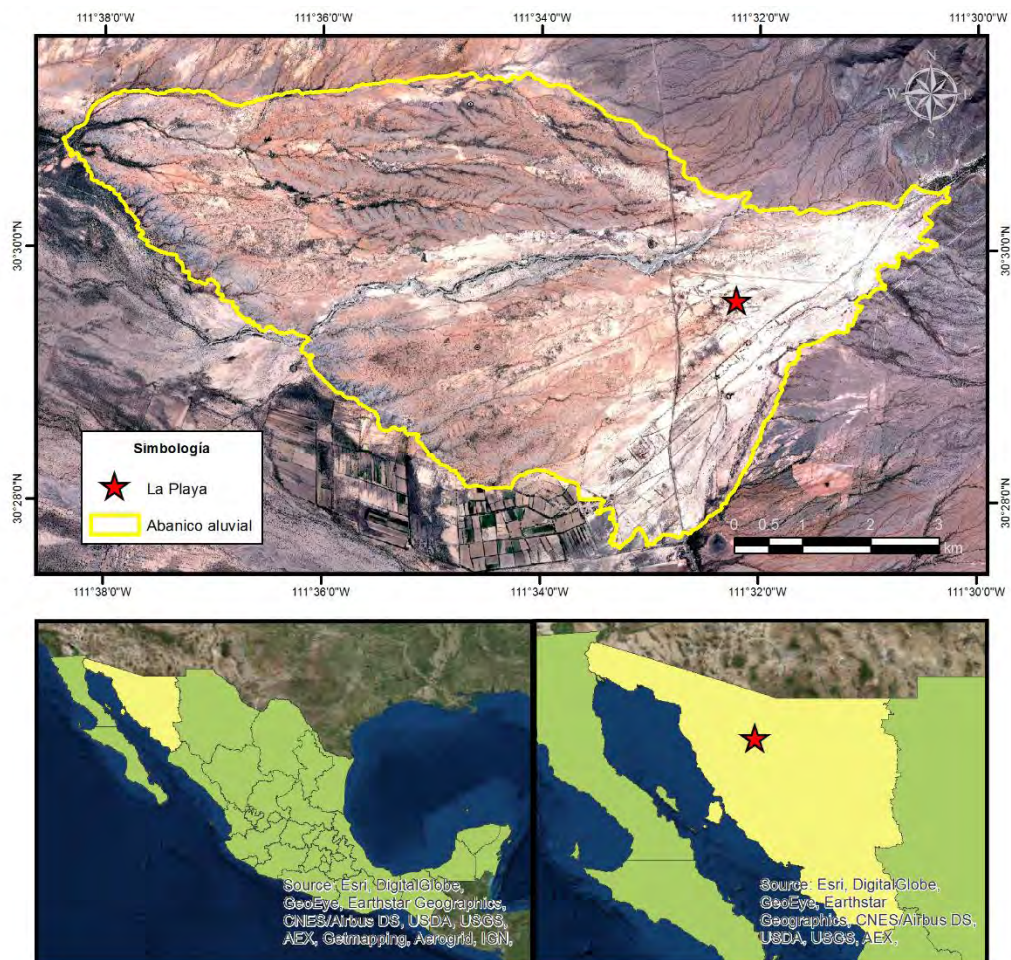 111°38'0"W 111°36'0"W 111°34'0"W 111°32'0"W 111°30'0"W
N
W E
S
30°30'0"N 30°30'0"N
30°28'0"N 30°28'0"N
Simbología
La Playa
Abanico aluvial
0 0.5 1 2 3
km
111°38'0"W 111°36'0"W 111°34'0"W 111°32'0"W 111°30'0"W
Source: Esri, DigitalGlobe,
GeoEye, Earthstar Geographics,
CNES/Airbus DS, USDA, USGS,
AEX, Getmapping, Aerogrid, IGN,
Source: Esri, DigitalGlobe,
GeoEye, Earthstar
Geographics, CNES/Airbus DS,
USDA, USGS, AEX,